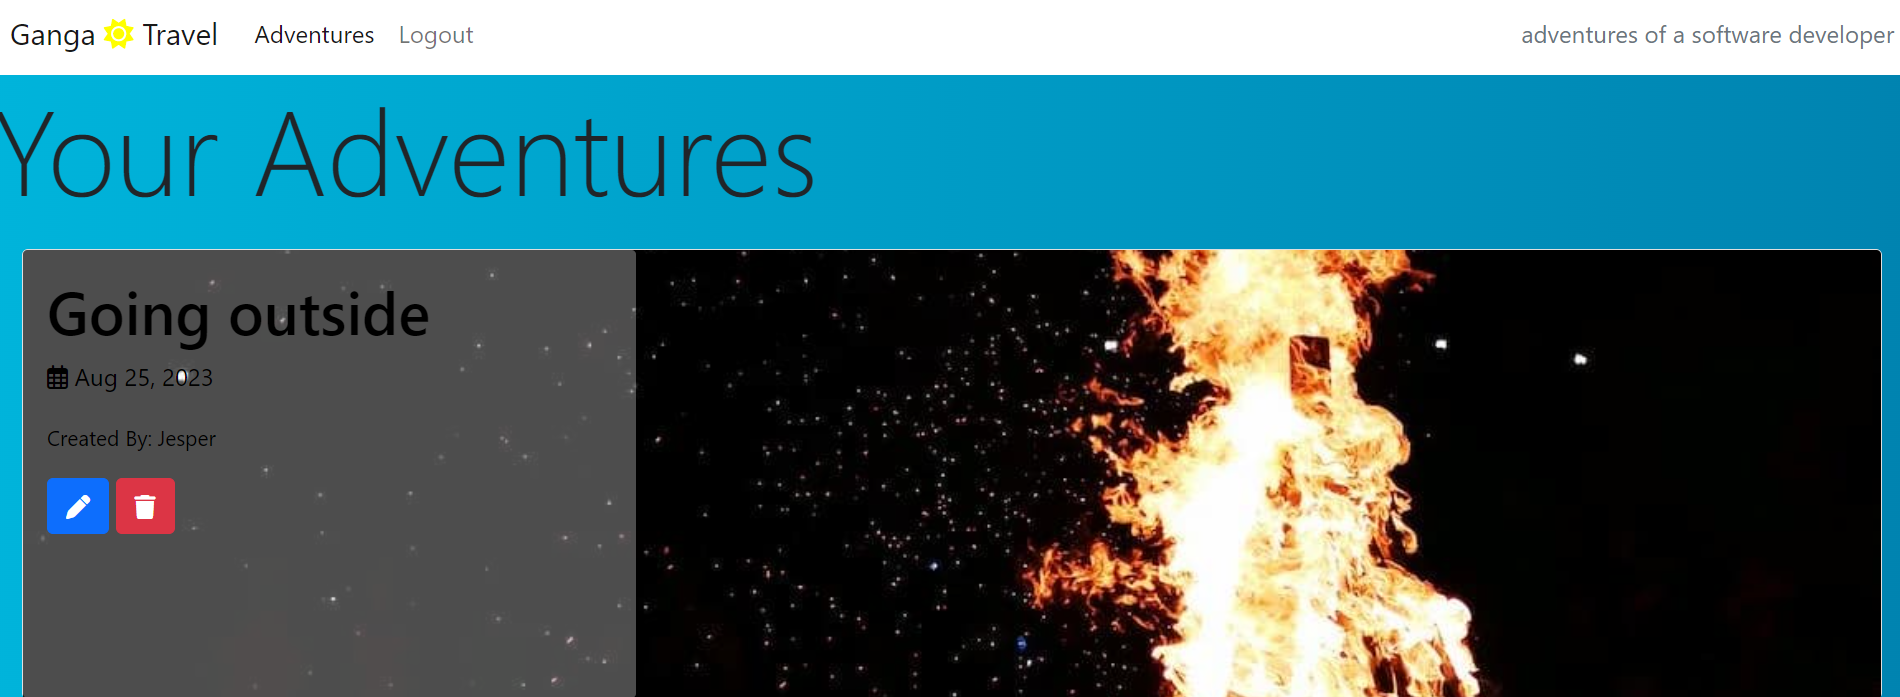 Ganga Travel Adventures Logout adventures of a software developer
Your Adventures
Going outside
Aug 25, 2023
Created By: Jesper